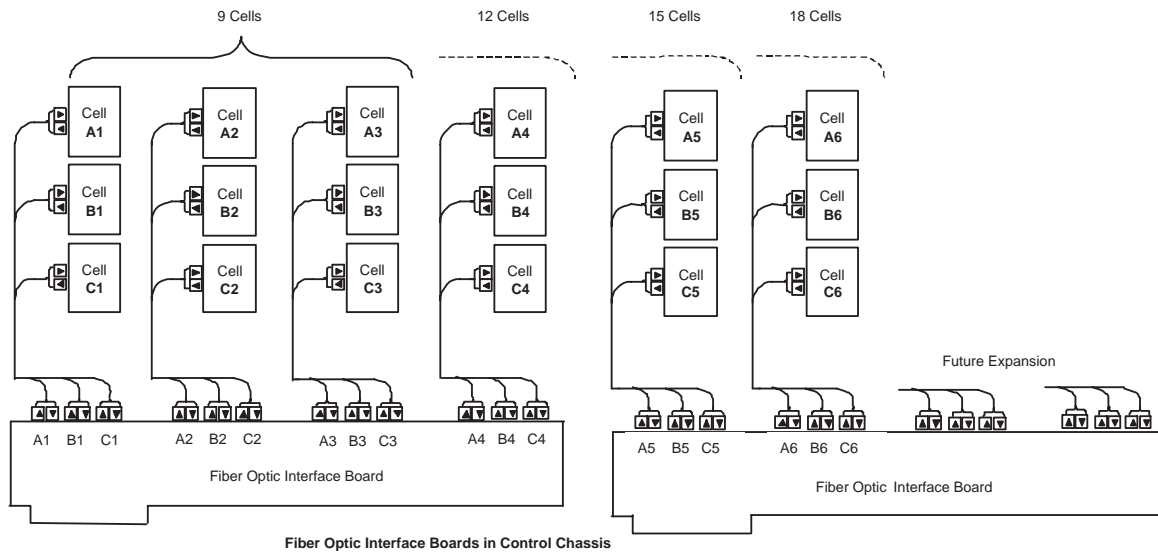 9 Cells
12 Cells
15 Cells
18 Cells
Cell
A1
Cell
A2
Cell
A3
Cell
A4
Cell
A5
Cell
A6
Cell
B1
Cell
B2
Cell
B3
Cell
B4
Cell
B5
Cell
B6
Cell
C1
Cell
C2
Cell
C3
Cell
C4
Cell
C5
Cell
C6
Future Expansion
A1 B1 C1
A2 B2 C2
A3 B3 C3
A4 B4 C4
A5 B5 C5
A6 B6 C6
Fiber Optic Interface Board
Fiber Optic Interface Board
Fiber Optic Interface Boards in Control Chassis